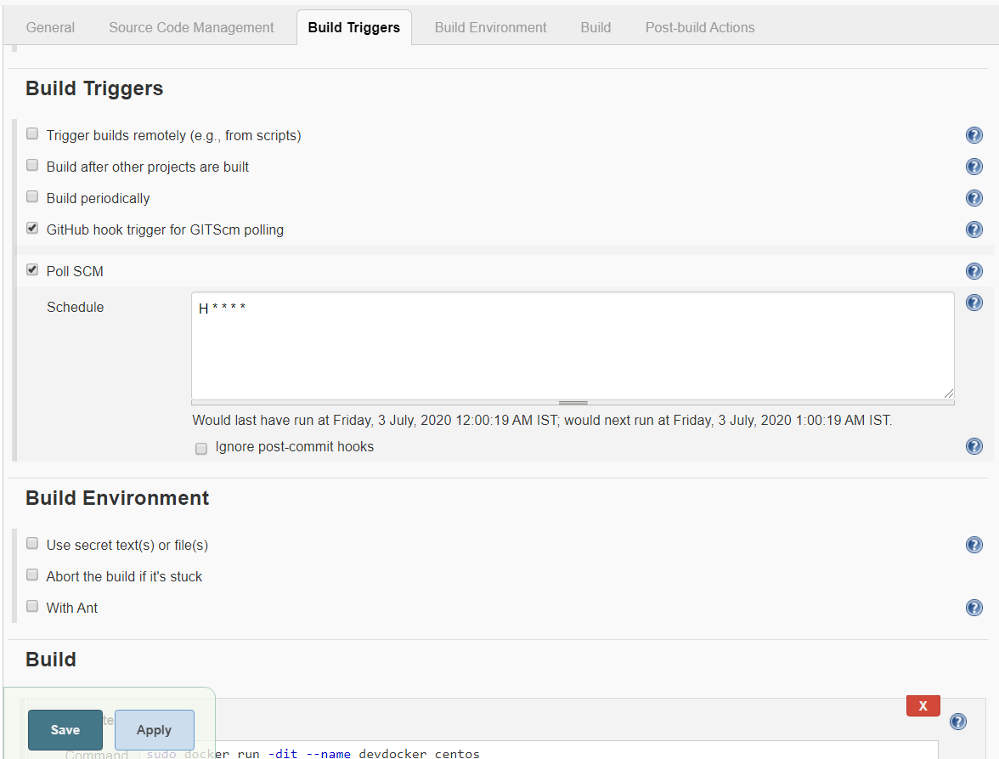 General Source Code Management Build Triggers Build Environment Build Post-build Actions
Build Triggers
Trigger builds remotely (e.g., from scripts)
Build after other projects are built
Build periodically
GitHub hook trigger for GITScm polling
Poll SCM
Schedule
H * * * *
Would last have run at Friday, 3 July, 2020 12:00:19 AM IST; would next run at Friday, 3 July, 2020 1:00:19 AM IST.
Ignore post-commit hooks
Build Environment
Use secret text(s) or file(s)
Abort the build if it's stuck
With Ant
Build
X
Save Apply
Command sudo docker run -dit --name devdocker centos